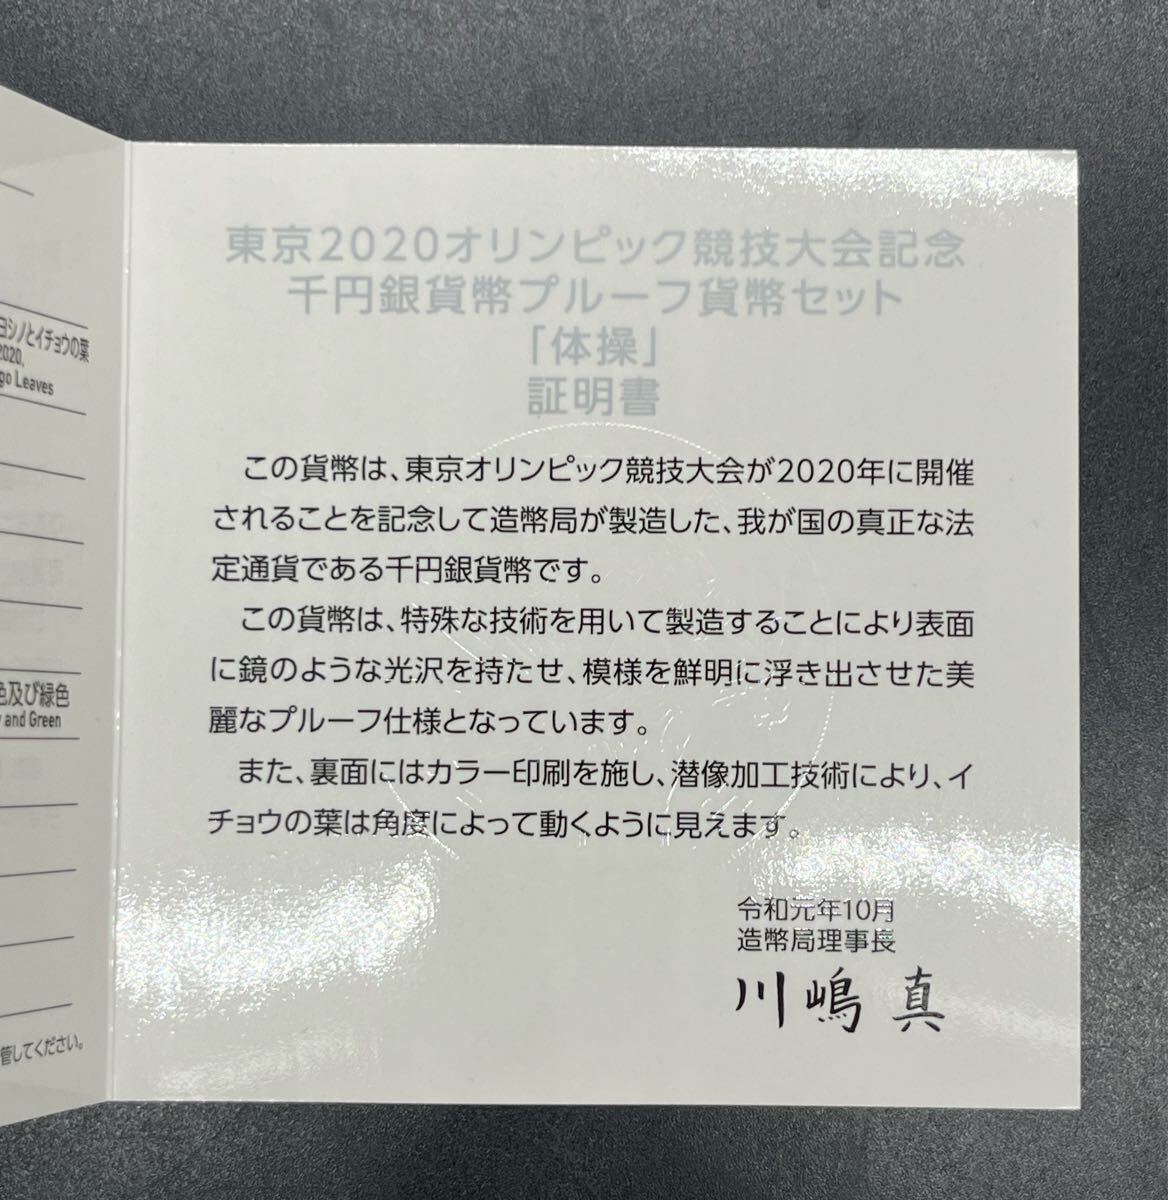 ヨシノとイチョウの葉
2020,
go Leaves
色及び緑色
and Green
管してください。
東京2020オリンピック競技大会記念
千円銀貨幣プルーフ貨幣セット
「体操」
証明書
この貨幣は、東京オリンピック競技大会が2020年に開催
されることを記念して造幣局が製造した、我が国の真正な法
定通貨である千円銀貨幣です。
この貨幣は、特殊な技術を用いて製造することにより表面
に鏡のような光沢を持たせ、模様を鮮明に浮き出させた美
麗なプルーフ仕様となっています。
また、裏面にはカラー印刷を施し、潜像加工技術により、イ
チョウの葉は角度によって動くように見えます。
令和元年10月
造幣局理事長
川嶋 真